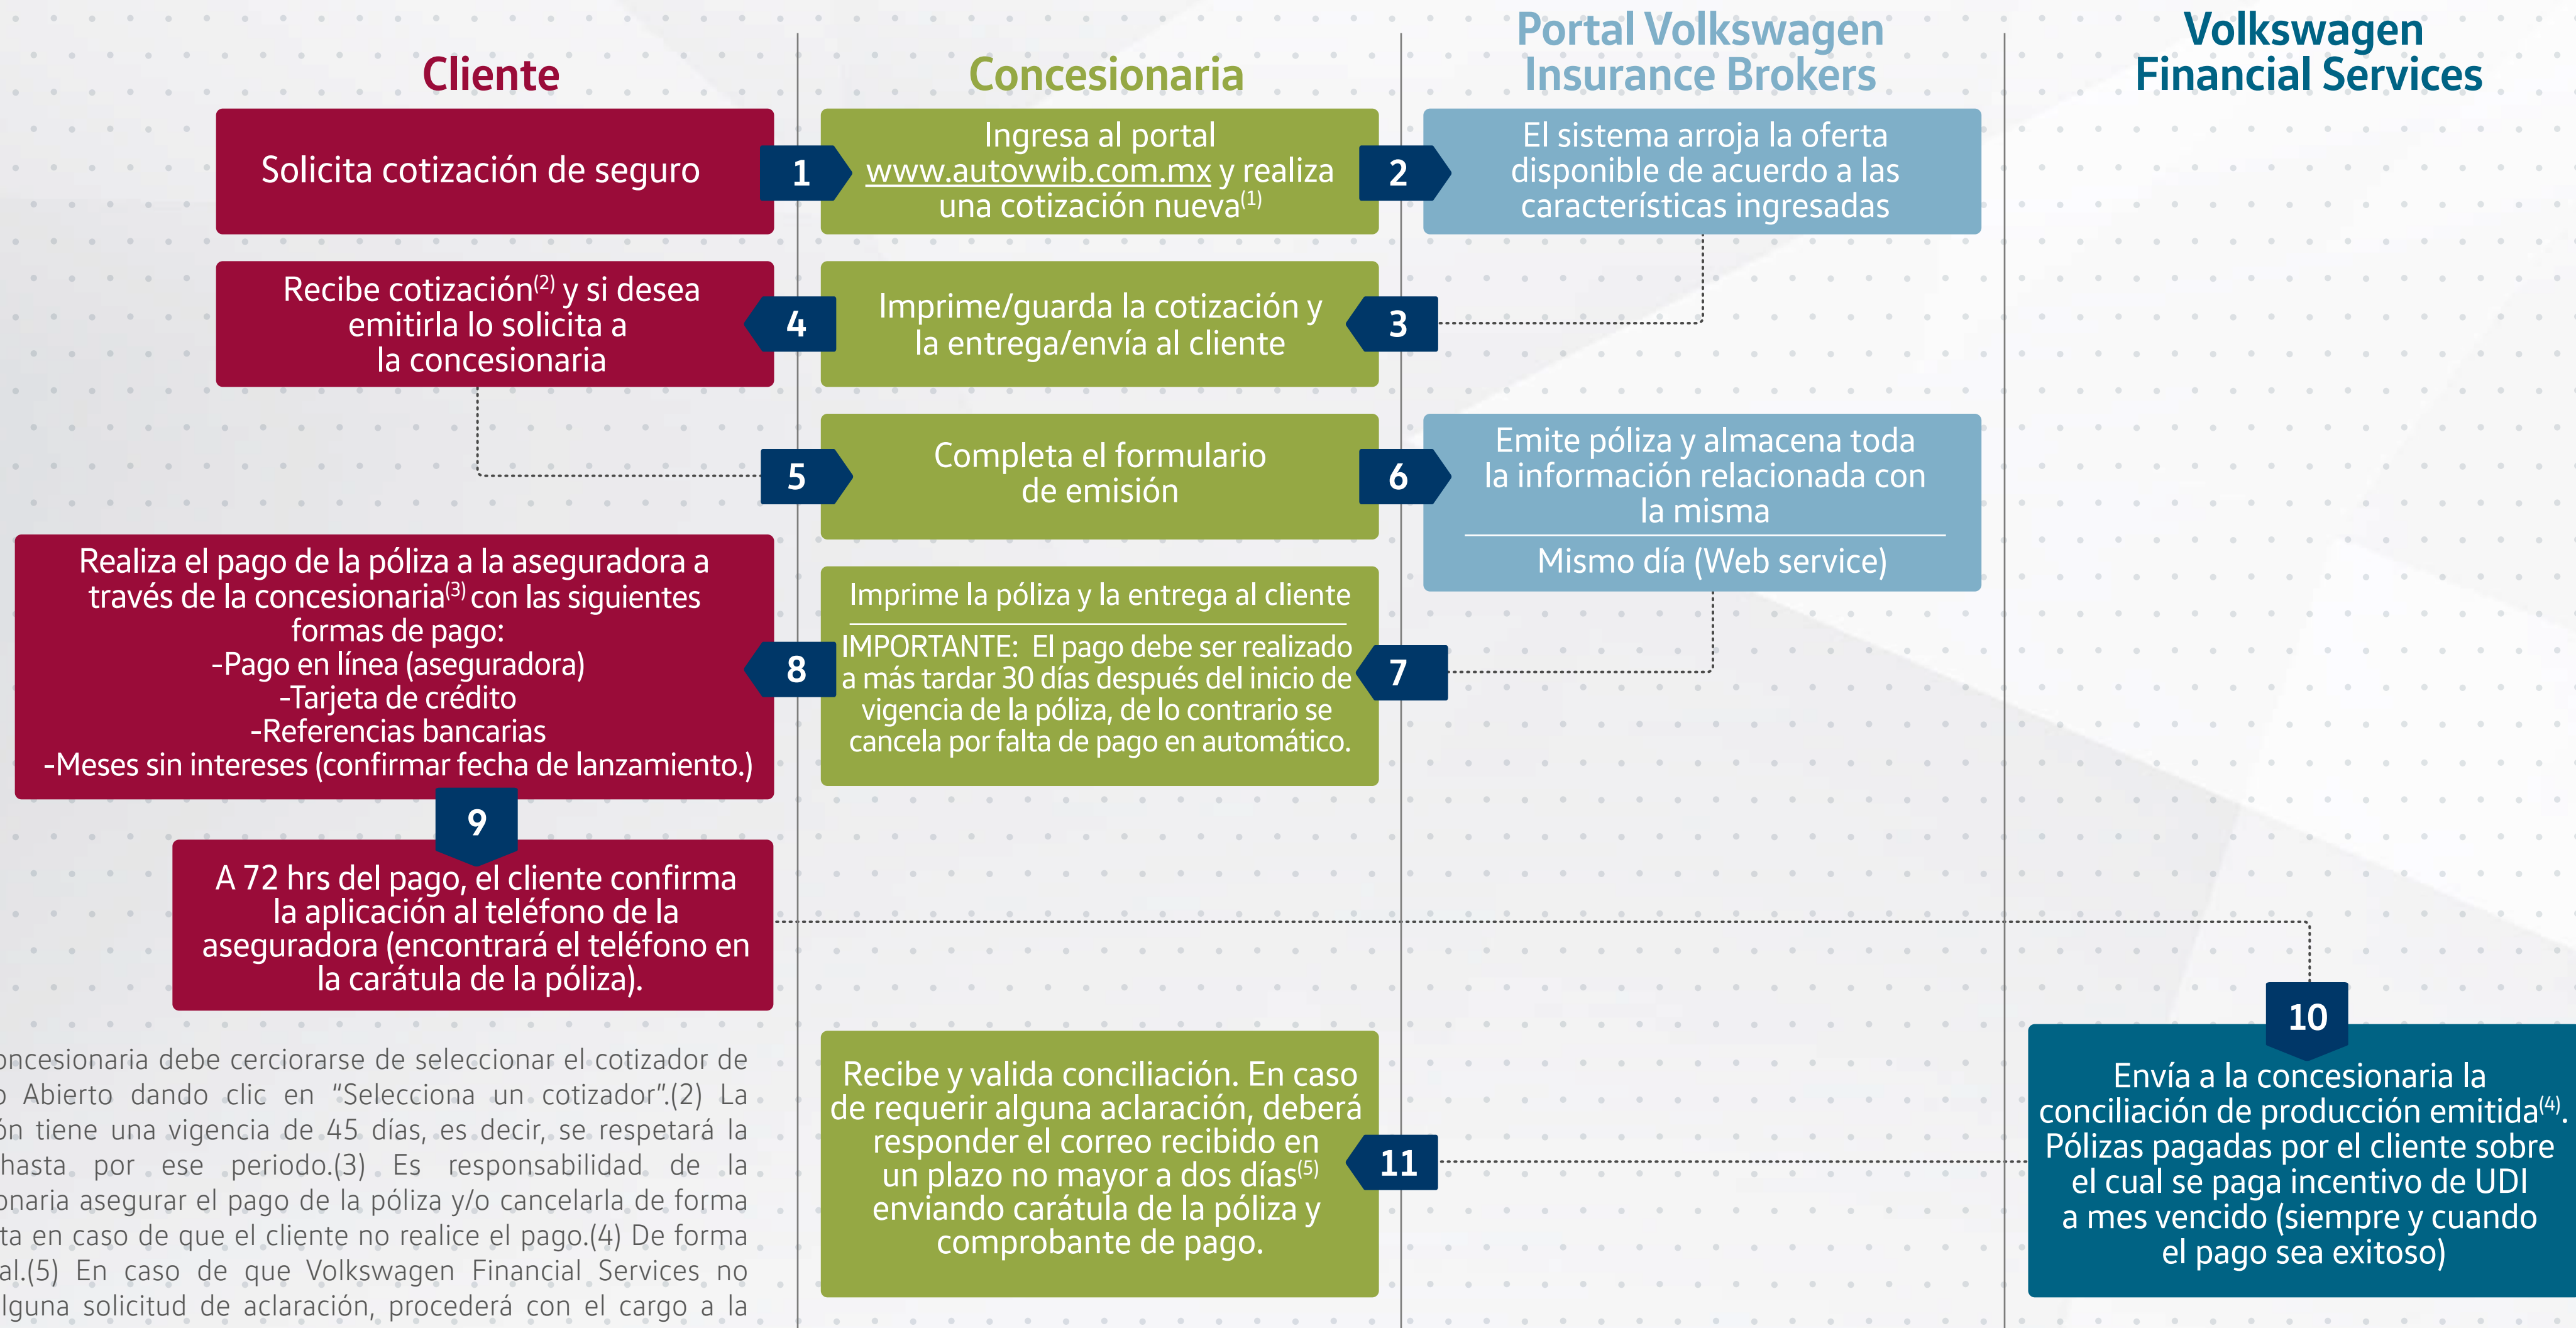 Cliente
Solicita cotización de seguro
1
Concesionaria
Ingresa al portal
www.autovwib.com.mx y realiza
una cotización nueva(1)
2
Portal Volkswagen
Insurance Brokers
El sistema arroja la oferta
disponible de acuerdo a las
características ingresadas
Volkswagen
Financial Services
3
Imprime/guarda la cotización y
la entrega/envía al cliente
4
Recibe cotización(2) y si desea
emitirla lo solicita a
la concesionaria
5
Completa el formulario
de emisión
6
Emite póliza y almacena toda
la información relacionada con
la misma
Mismo día (Web service)
7
Imprime la póliza y la entrega al cliente
IMPORTANTE: El pago debe ser realizado
a más tardar 30 días después del inicio de
vigencia de la póliza, de lo contrario se
cancela por falta de pago en automático.
8
Realiza el pago de la póliza a la aseguradora a
través de la concesionaria(3) con las siguientes
formas de pago:
-Pago en línea (aseguradora)
-Tarjeta de crédito
-Referencias bancarias
-Meses sin intereses (confirmar fecha de lanzamiento.)
9
A 72 hrs del pago, el cliente confirma
la aplicación al teléfono de la
aseguradora (encontrará el teléfono en
la carátula de la póliza).
10
Envía a la concesionaria la
conciliación de producción emitida(4).
Pólizas pagadas por el cliente sobre
el cual se paga incentivo de UDI
a mes vencido (siempre y cuando
el pago sea exitoso)
11
Recibe y valida conciliación. En caso
de requerir alguna aclaración, deberá
responder el correo recibido en
un plazo no mayor a dos días(5)
enviando carátula de la póliza y
comprobante de pago.
oncesionaria debe cerciorarse de seleccionar el cotizador de
o Abierto dando clic en “Selecciona un cotizador”.(2) La
ón tiene una vigencia de 45 días, es decir, se respetará la
hasta por ese periodo.(3) Es responsabilidad de la
onaria asegurar el pago de la póliza y/o cancelarla de forma
ta en caso de que el cliente no realice el pago.(4) De forma
al.(5) En caso de que Volkswagen Financial Services no
lguna solicitud de aclaración, procederá con el cargo a la